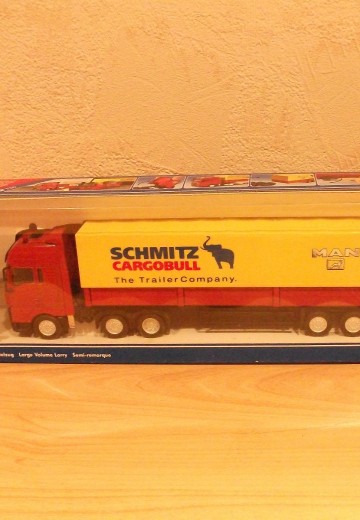 SCHMITZ
CARGOBULL
The TrailerCompany.
MAN
Large Volume Lorry Semi-remorque